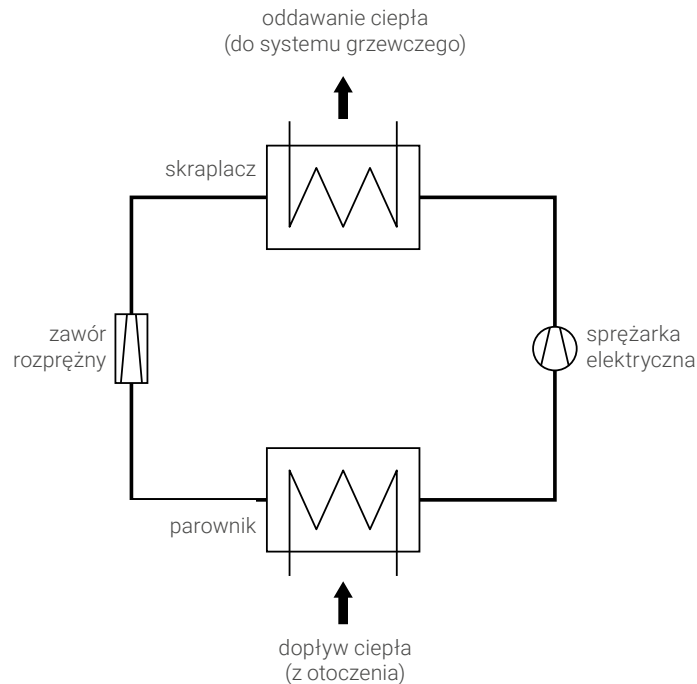 oddawanie ciepła
(do systemu grzewczego)
skraplacz
zawór
rozprężny
sprężarka
elektryczna
parownik
dopływ ciepła
(z otoczenia)